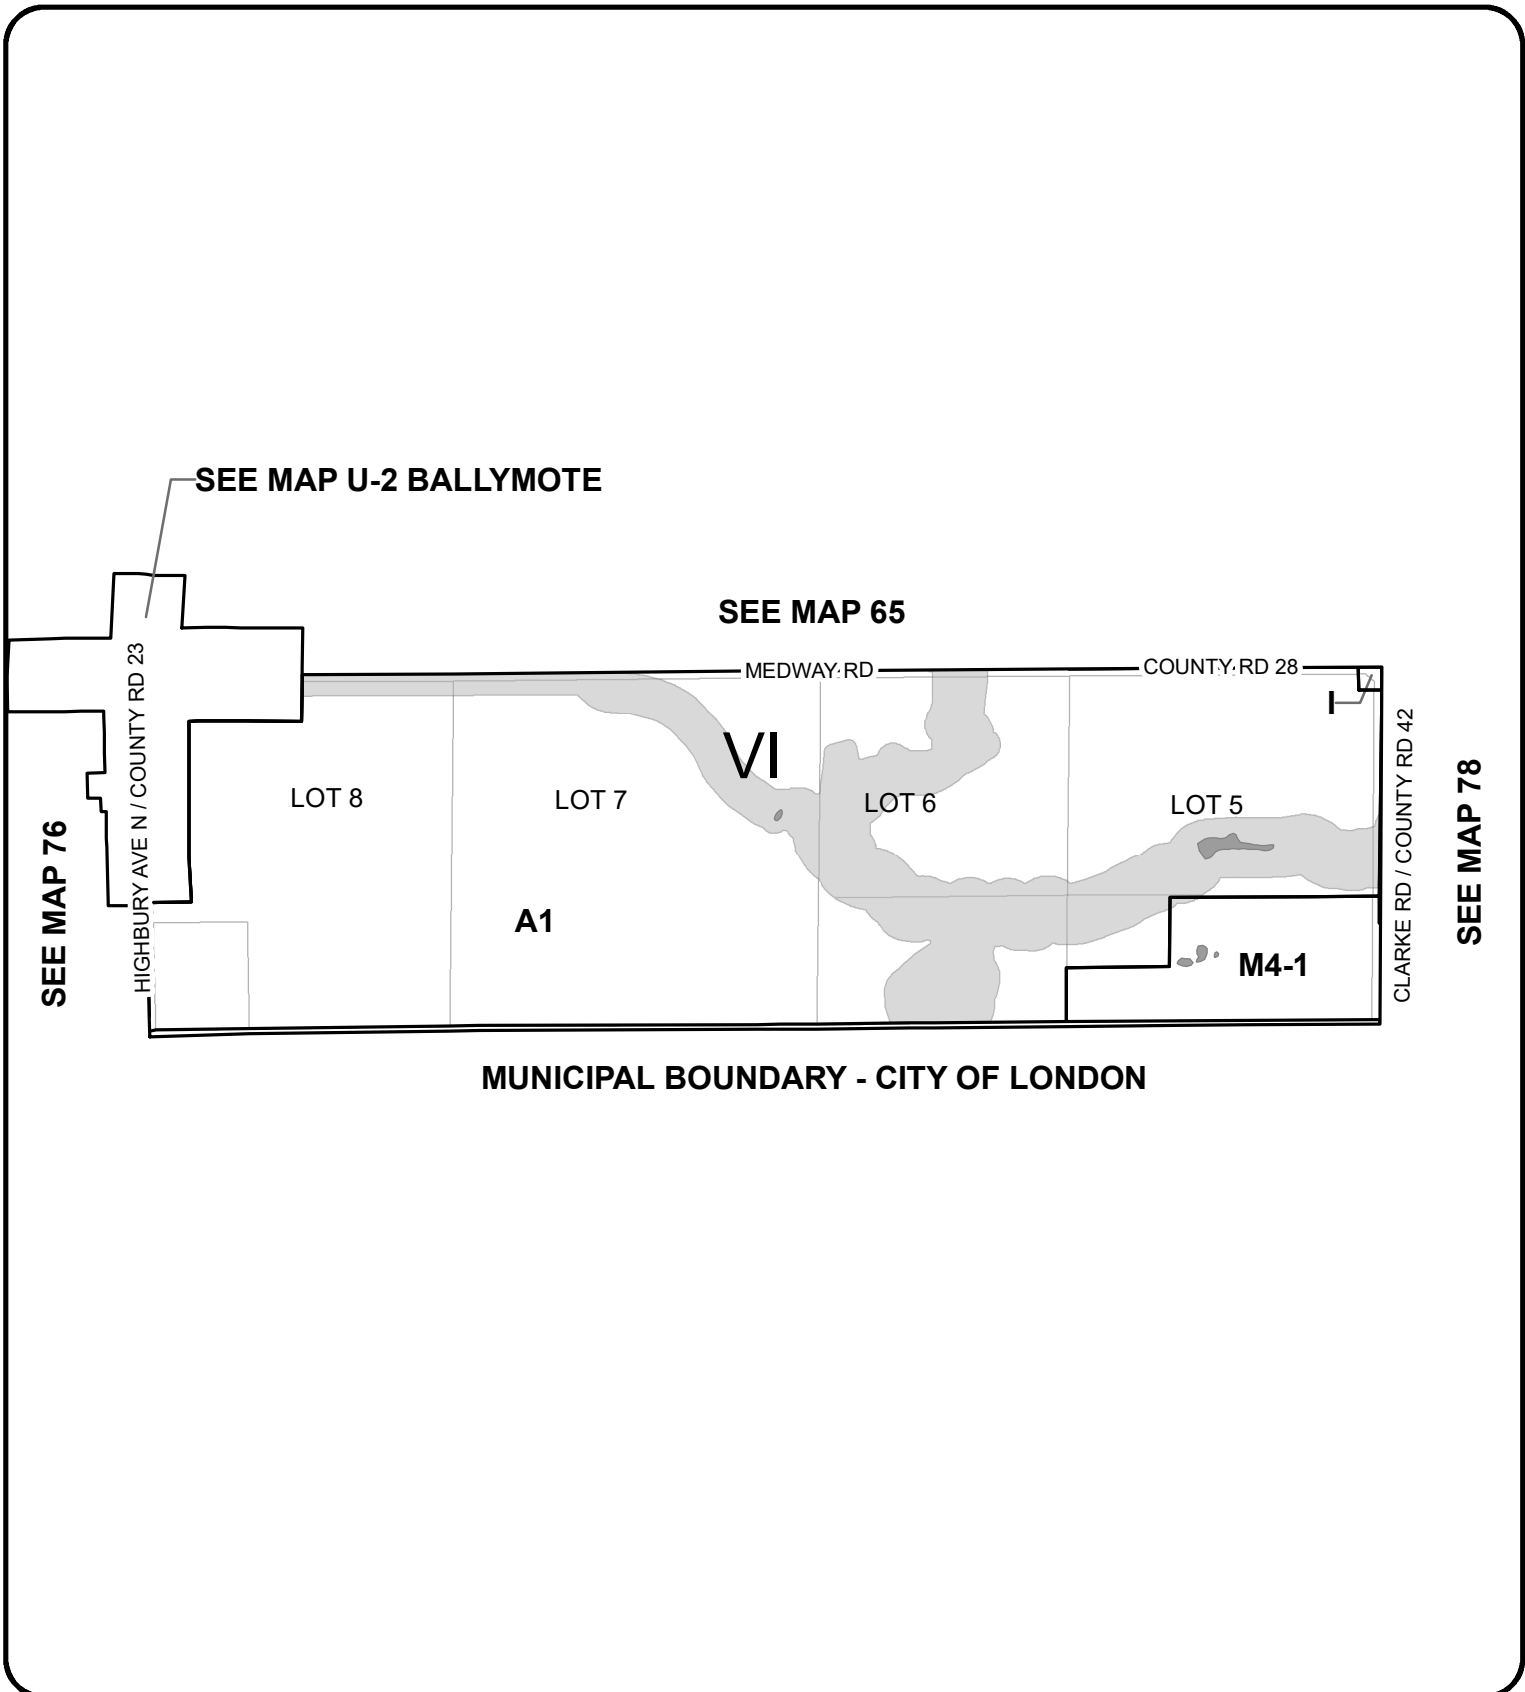 SEE MAP U-2 BALLYMOTE
SEE MAP 65
MEDWAY RD
COUNTY RD 28
HIGHBURY AVE N / COUNTY RD 23
I
VI
LOT 8
LOT 7
LOT 6
LOT 5
CLARKE RD / COUNTY RD 42
SEE MAP 76
SEE MAP 78
A1
M4-1
MUNICIPAL BOUNDARY - CITY OF LONDON